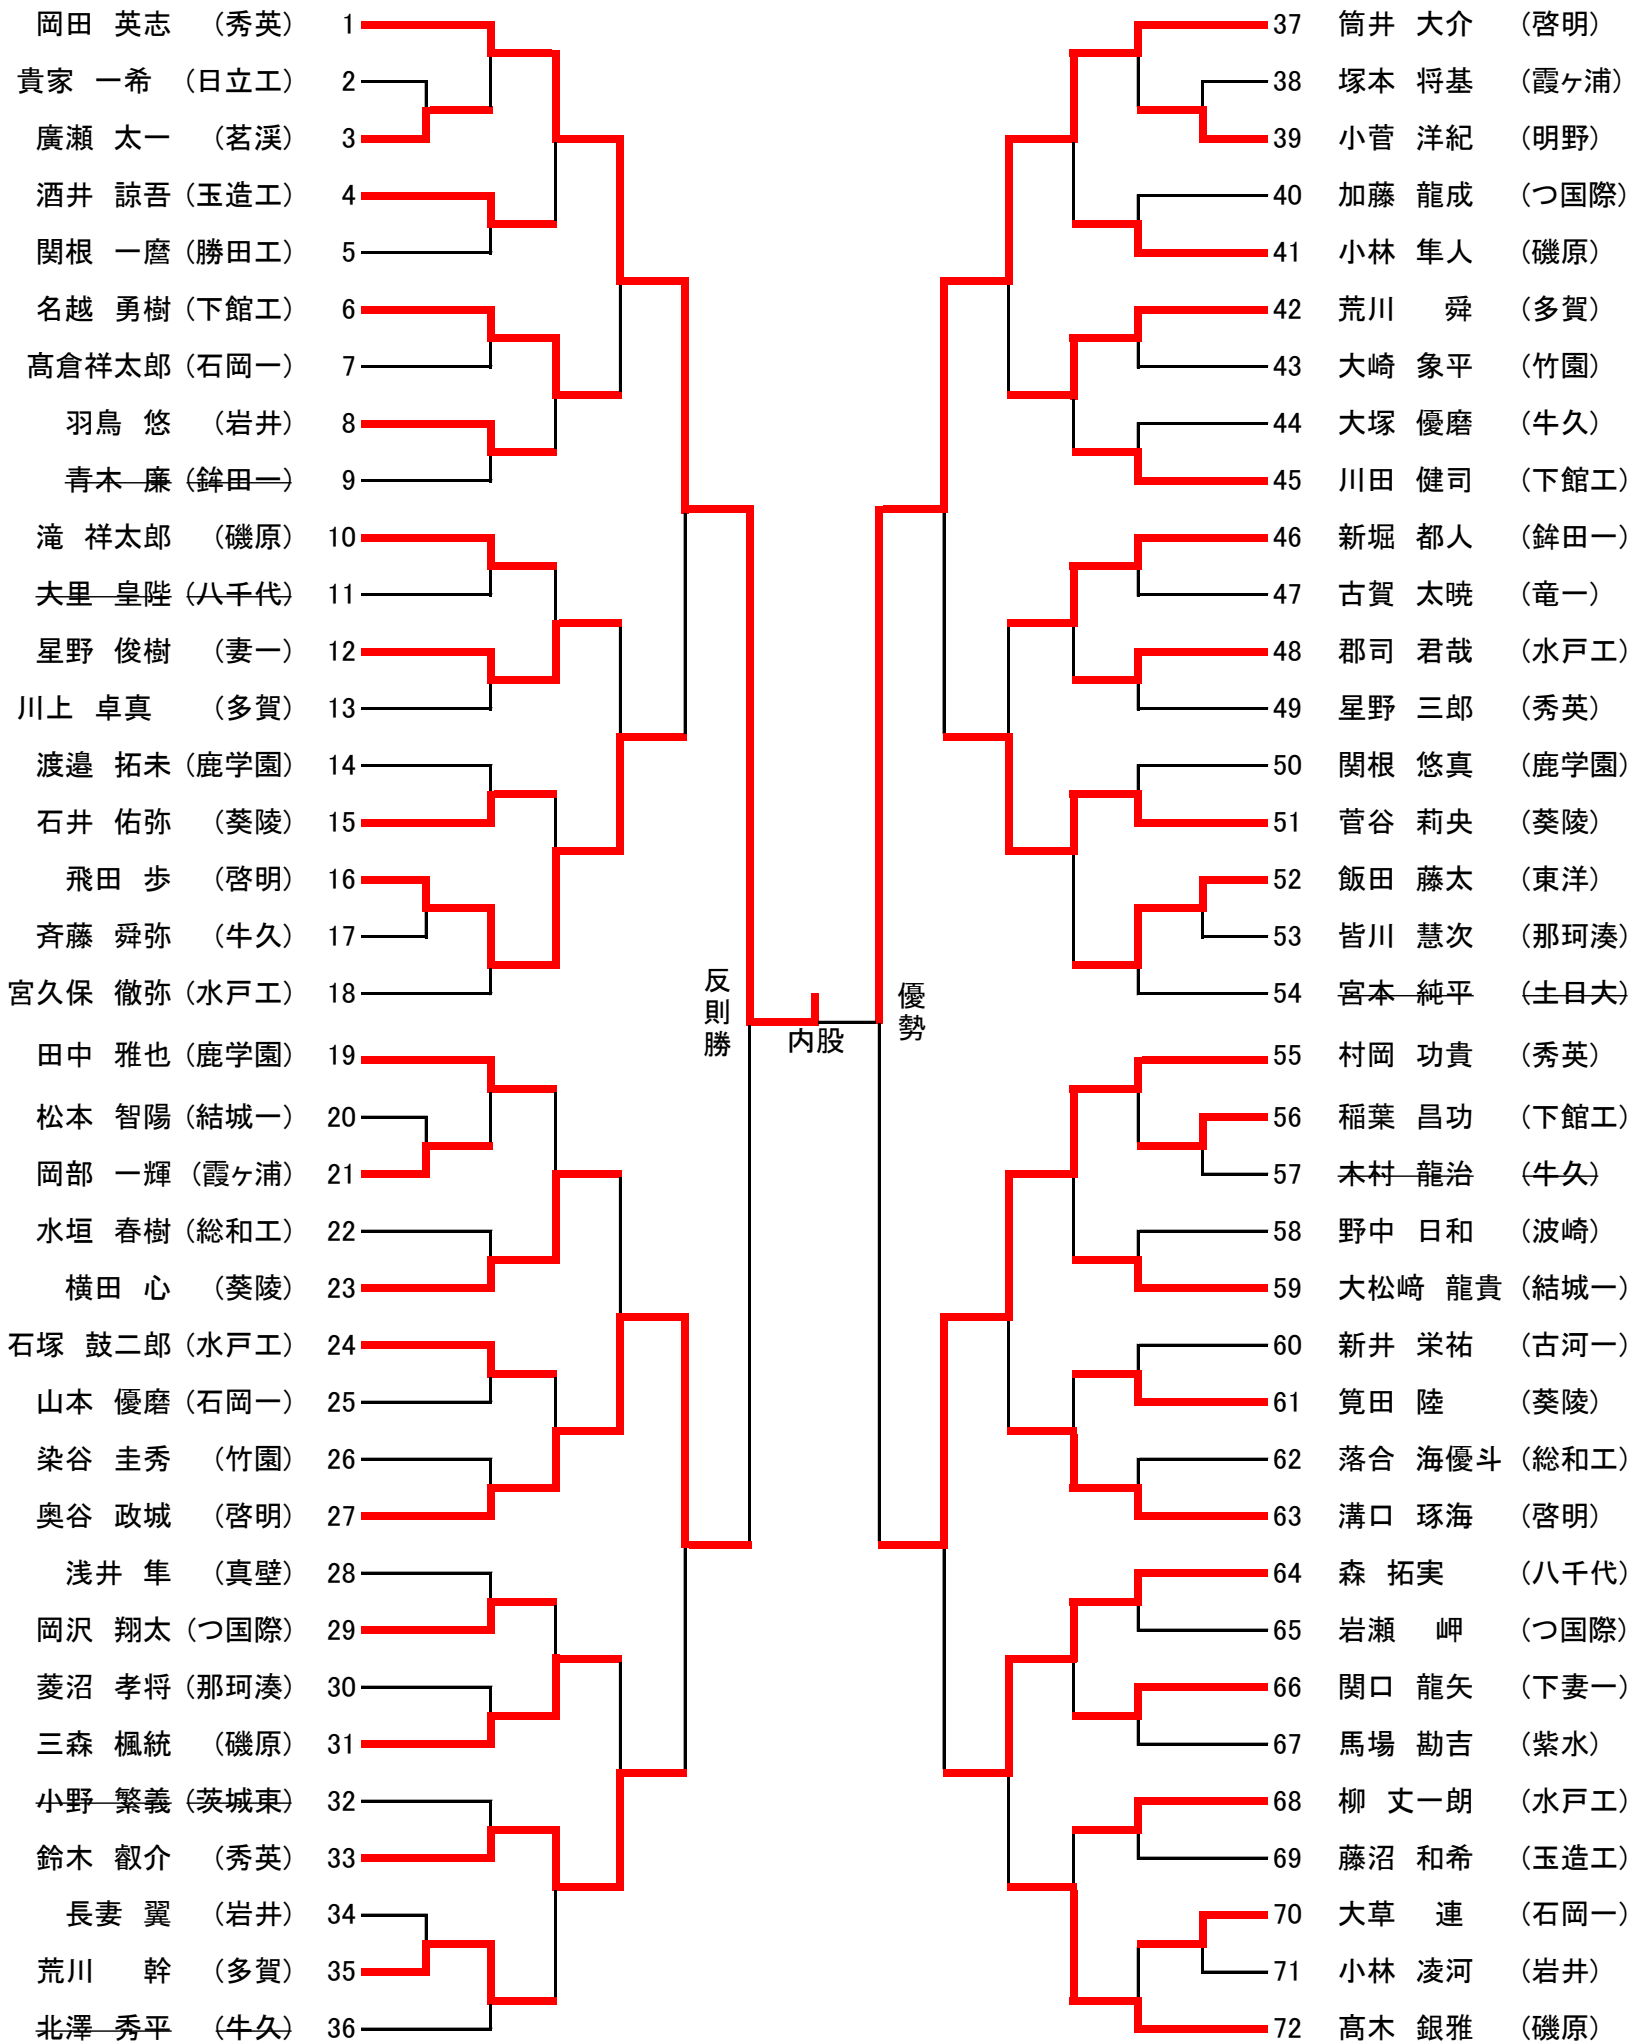 岡田 英志 (秀英) 1
貴家 一希 (日立工) 2
廣瀬 太一 (茗渓) 3
酒井 諒吾 (玉造工) 4
関根 一麿 (勝田工) 5
名越 勇樹 (下館工) 6
髙倉祥太郎 (石岡一) 7
羽鳥 悠 (岩井) 8
青木 廉 (鉾田一) 9
滝 祥太郎 (磯原) 10
大里 皇陛 (八千代) 11
星野 俊樹 (妻一) 12
川上 卓真 (多賀) 13
渡邉 拓未 (鹿学園) 14
石井 佑弥 (葵陵) 15
飛田 歩 (啓明) 16
斉藤 舜弥 (牛久) 17
宮久保 徹弥 (水戸工) 18
田中 雅也 (鹿学園) 19
松本 智陽 (結城一) 20
岡部 一輝 (霞ヶ浦) 21
水垣 春樹 (総和工) 22
横田 心 (葵陵) 23
石塚 鼓二郎 (水戸工) 24
山本 優磨 (石岡一) 25
染谷 圭秀 (竹園) 26
奥谷 政城 (啓明) 27
浅井 隼 (真壁) 28
岡沢 翔太 (つ国際) 29
菱沼 孝将 (那珂湊) 30
三森 楓統 (磯原) 31
小野 繁義 (茨城東) 32
鈴木 叡介 (秀英) 33
長妻 翼 (岩井) 34
荒川 幹 (多賀) 35
北澤 秀平 (牛久) 36
反則勝
内股
優勢
37 筒井 大介 (啓明)
38 塚本 将基 (霞ヶ浦)
39 小菅 洋紀 (明野)
40 加藤 龍成 (つ国際)
41 小林 隼人 (磯原)
42 荒川 舜 (多賀)
43 大崎 象平 (竹園)
44 大塚 優磨 (牛久)
45 川田 健司 (下館工)
46 新堀 都人 (鉾田一)
47 古賀 太暁 (竜一)
48 郡司 君哉 (水戸工)
49 星野 三郎 (秀英)
50 関根 悠真 (鹿学園)
51 菅谷 莉央 (葵陵)
52 飯田 藤太 (東洋)
53 皆川 慧次 (那珂湊)
54 宮本 純平 (土日大)
55 村岡 功貴 (秀英)
56 稲葉 昌功 (下館工)
57 木村 龍治 (牛久)
58 野中 日和 (波崎)
59 大松﨑 龍貴 (結城一)
60 新井 栄祐 (古河一)
61 筧田 陸 (葵陵)
62 落合 海優斗 (総和工)
63 溝口 琢海 (啓明)
64 森 拓実 (八千代)
65 岩瀬 岬 (つ国際)
66 関口 龍矢 (下妻一)
67 馬場 勘吉 (紫水)
68 柳 丈一朗 (水戸工)
69 藤沼 和希 (玉造工)
70 大草 連 (石岡一)
71 小林 凌河 (岩井)
72 髙木 銀雅 (磯原)